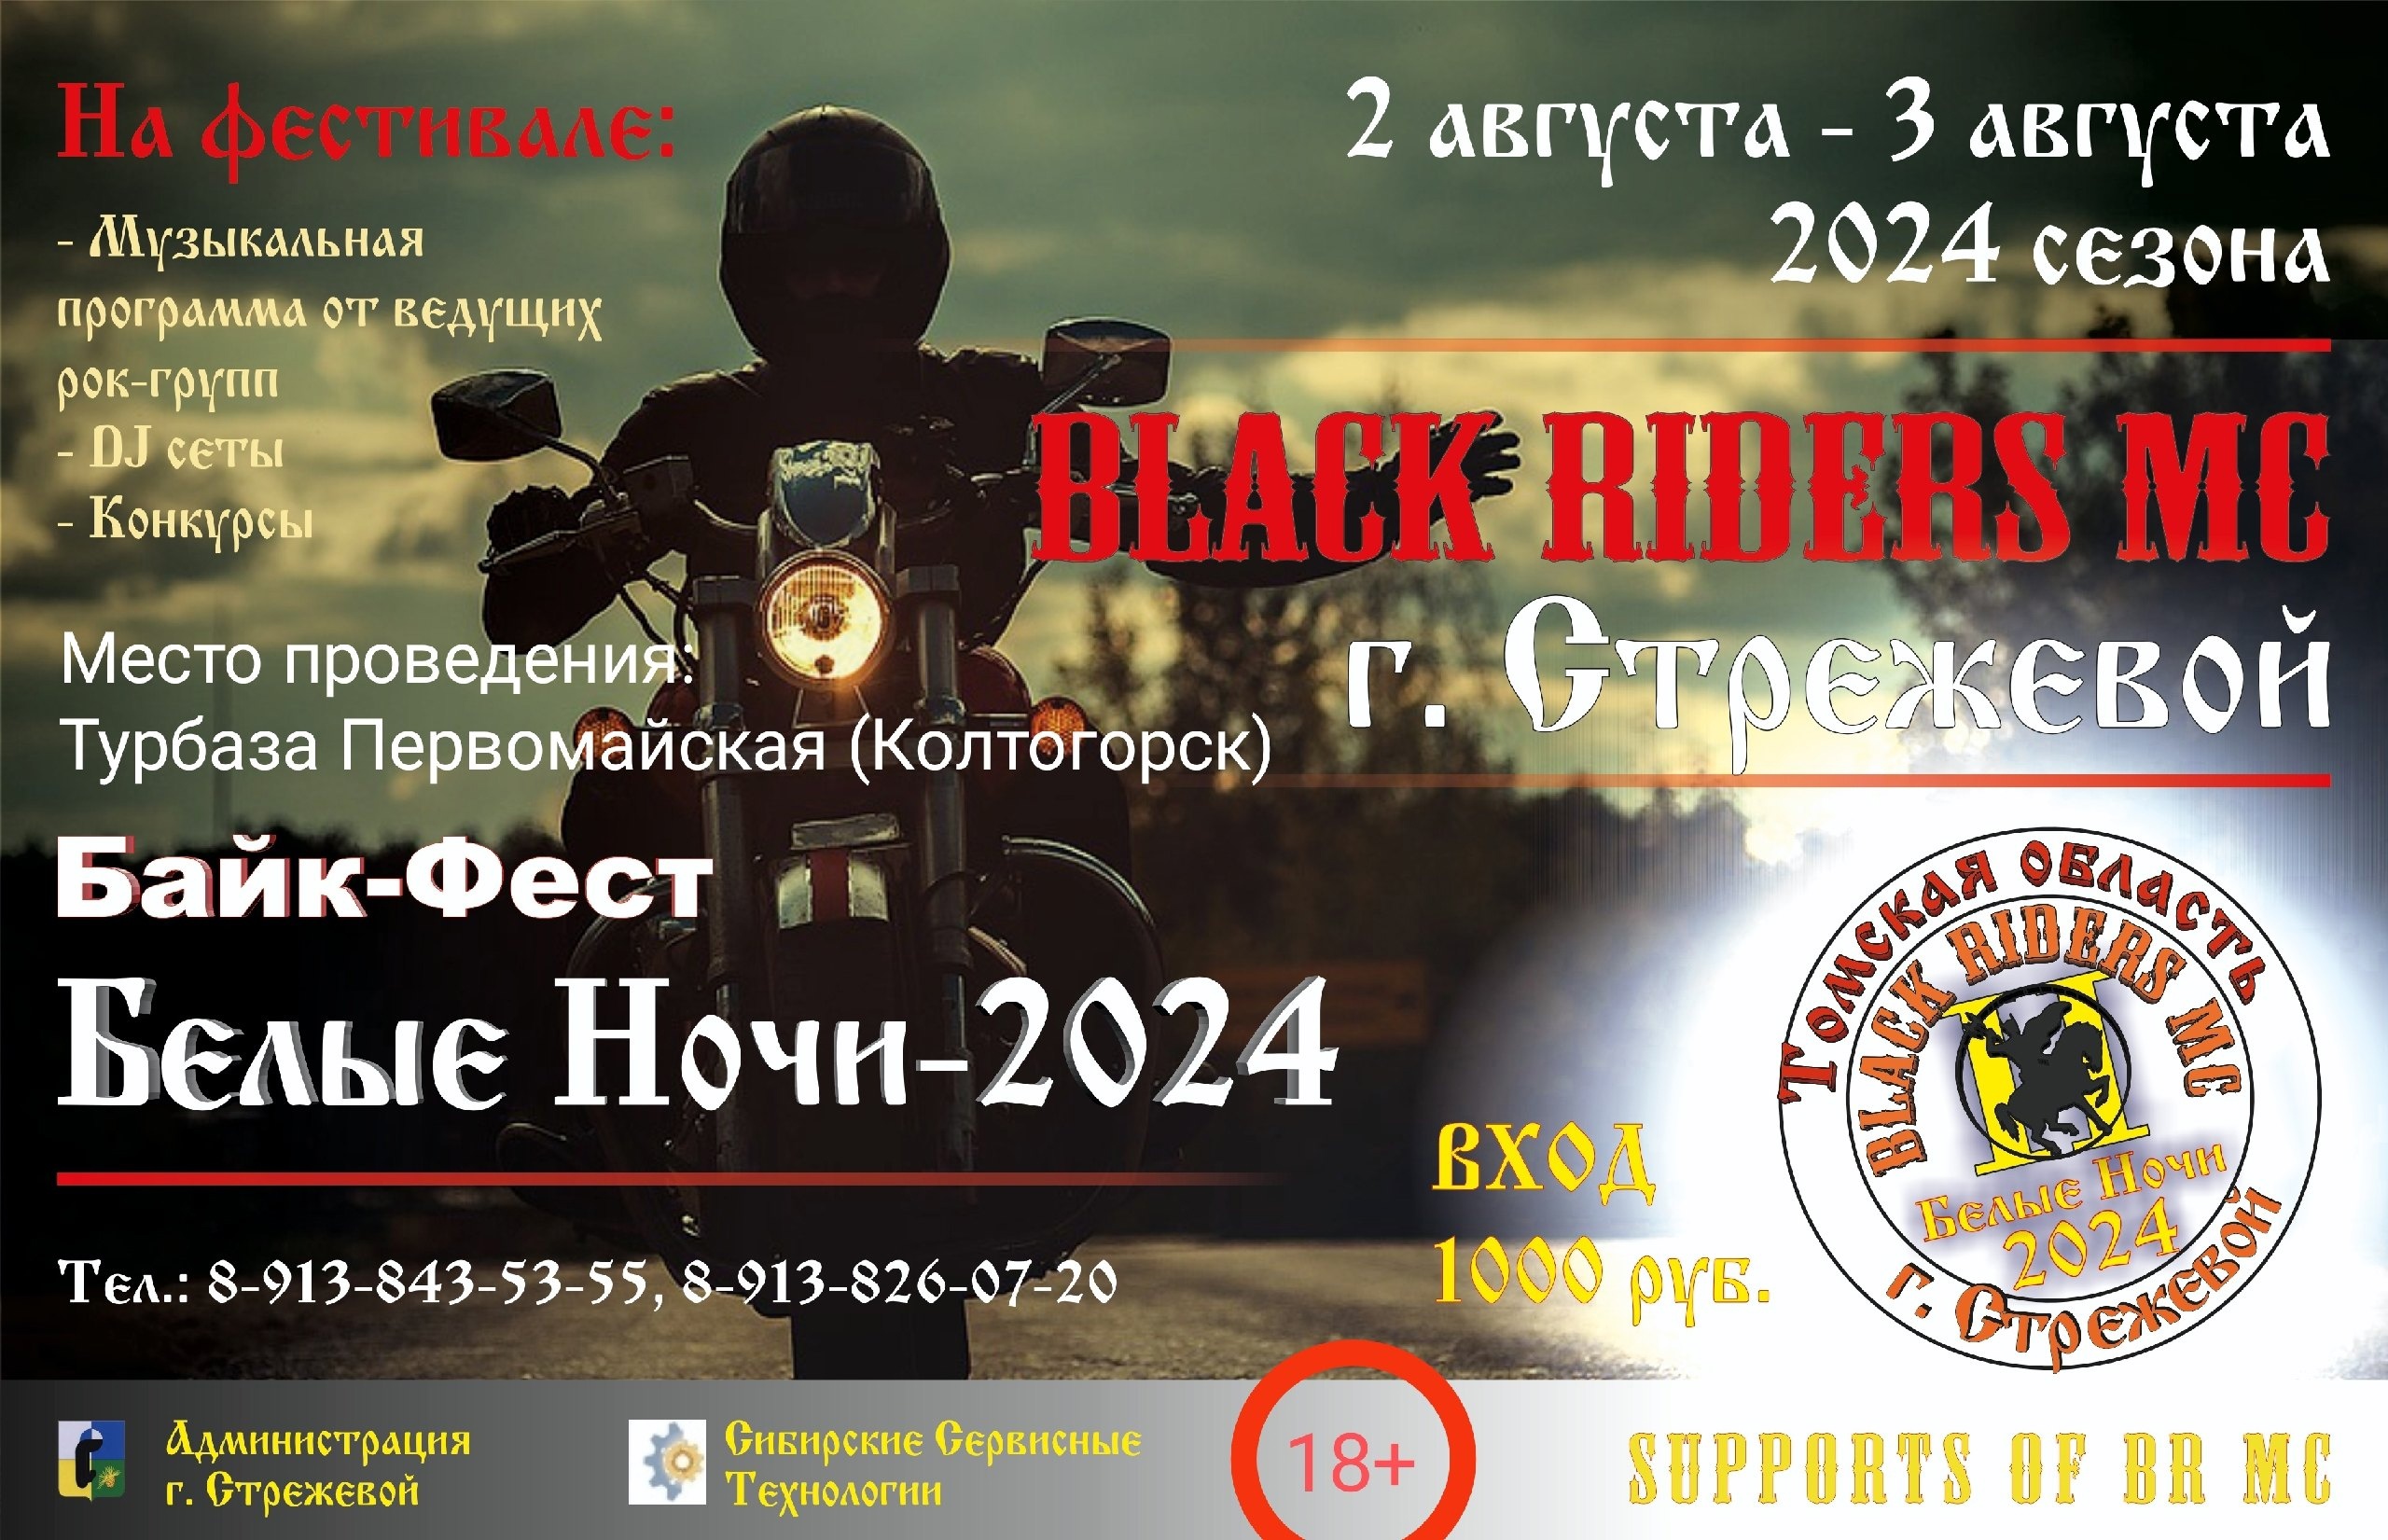 На фестивале:
- Музыкальная
программа от ведущих
рок-групп
- DJ сеты
- Конкурсы
2 августа - 3 августа
2024 сезона
BLACK RIDERS MC
г. Стрежевой
Место проведения:
Турбаза Первомайская (Колтогорск)
Байк-Фест
Белые Ночи-2024
Тел.: 8-913-843-53-55, 8-913-826-07-20
вход
1000 руб.
Томская область
BLACK RIDERS MC
II
Белые Ночи
2024
г. Стрежевой
Администрация
г. Стрежевой
Сибирские Сервисные
Технологии
18+
SUPPORTS OF BR MC